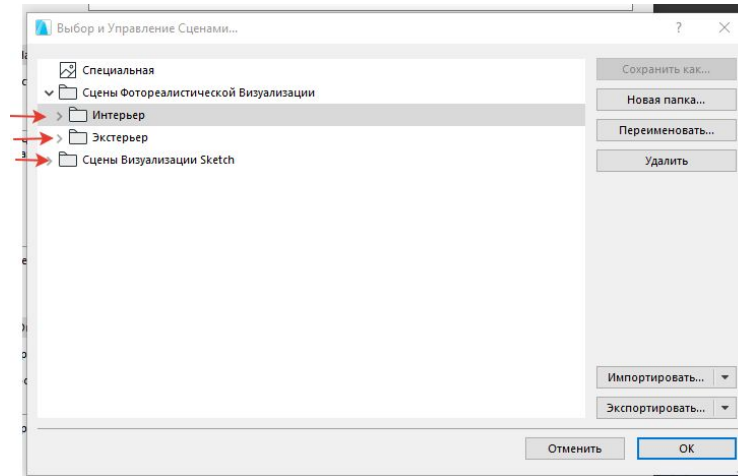 Выбор и Управление Сценами...
?
Специальная
Сцены Фотореалистической Визуализации
Интерьер
Экстерьер
Сцены Визуализации Sketch
Сохранить как...
Новая папка...
Переименовать...
Удалить
Импортировать...
Экспортировать...
Отменить
OK